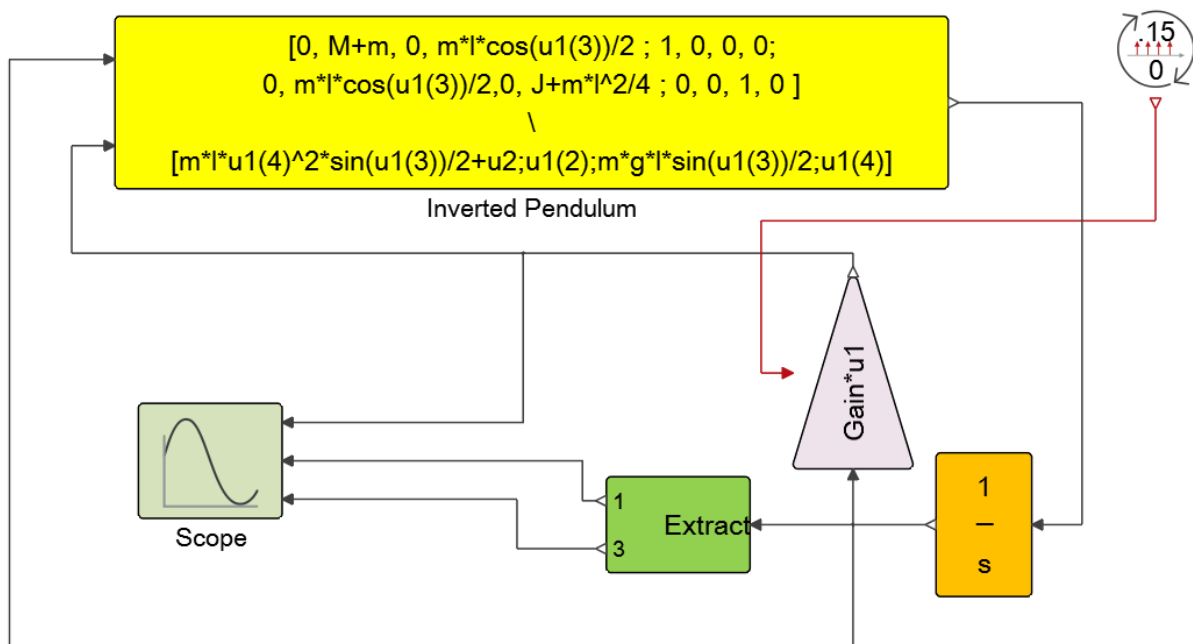 [0, M+m, 0, m*l*cos(u1(3))/2 ; 1, 0, 0, 0;
0, m*l*cos(u1(3))/2,0, J+m*l^2/4 ; 0, 0, 1, 0 ]
\
[m*l*u1(4)^2*sin(u1(3))/2+u2;u1(2);m*g*l*sin(u1(3))/2;u1(4)]
Inverted Pendulum
.15
0
Gain*u1
Scope
1
Extract
3
1
s